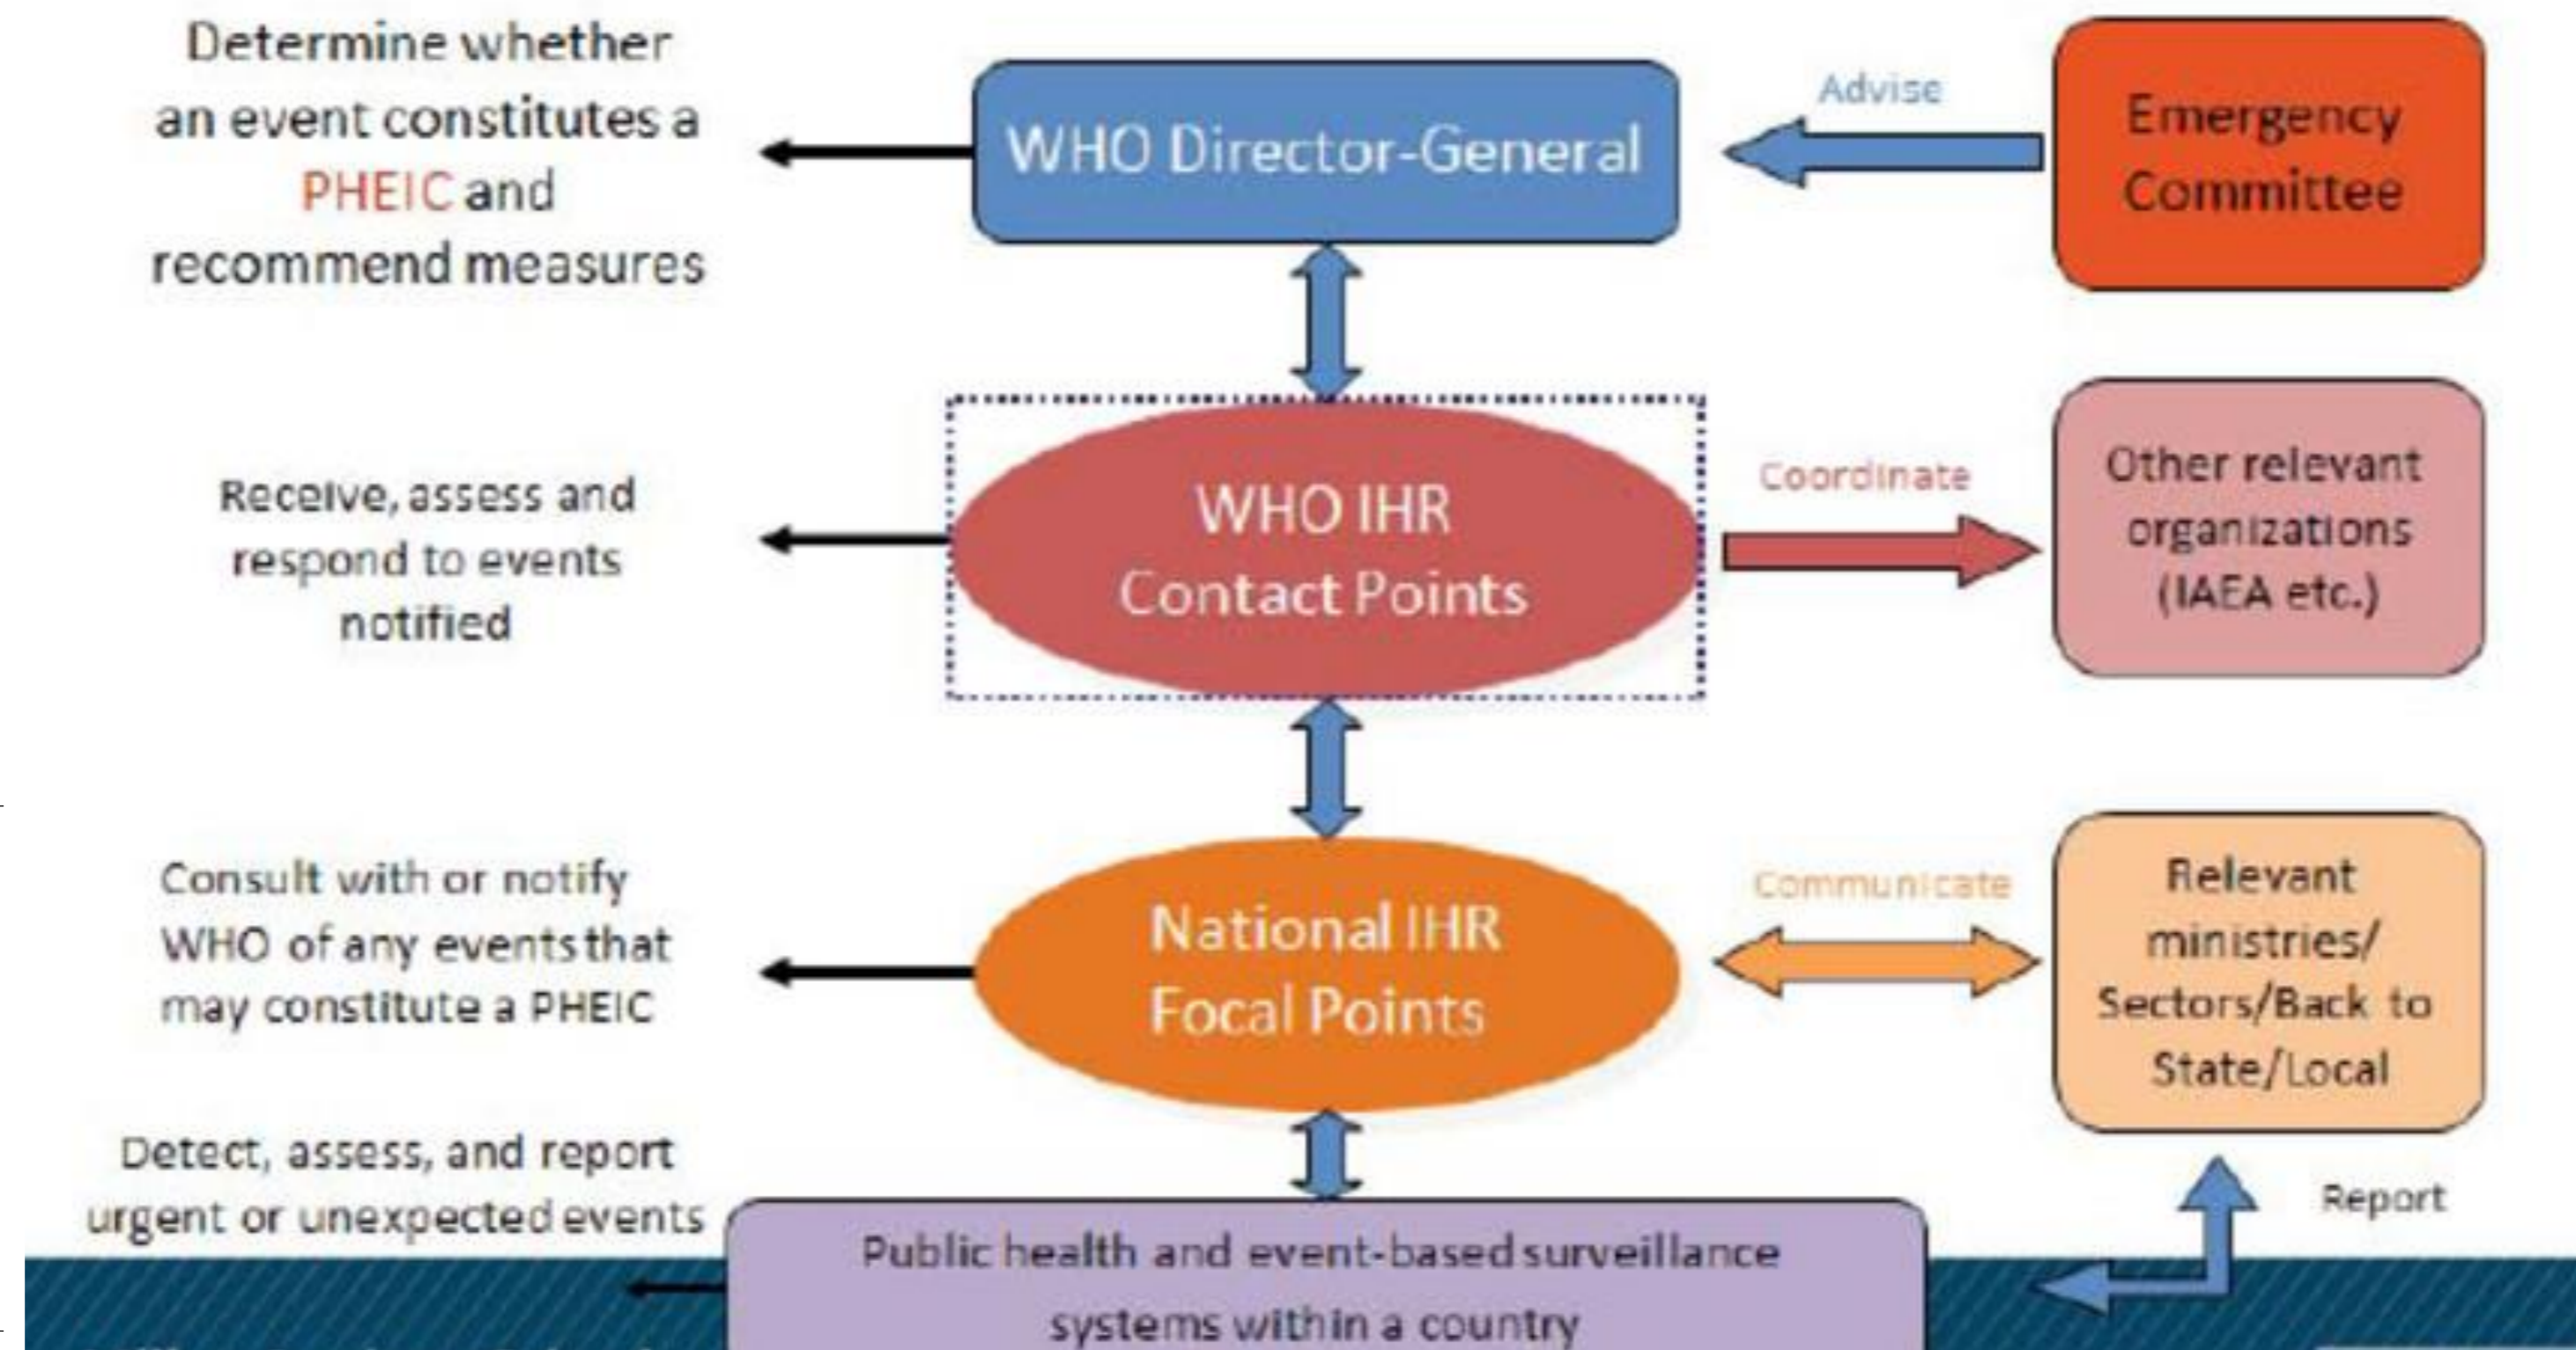 Determine whether
an event constitutes a
PHEIC and
recommend measures
WHO Director-General
Advise
Emergency
Committee
Receive, assess and
respond to events
notified
WHO IHR
Contact Points
Coordinate
Other relevant
organizations
(IAEA etc.)
Consult with or notify
WHO of any events that
may constitute a PHEIC
National IHR
Focal Points
Communicate
Relevant
ministries/
Sectors/Back to
State/Local
Detect, assess, and report
urgent or unexpected events
Public health and event-based surveillance
systems within a country
Report